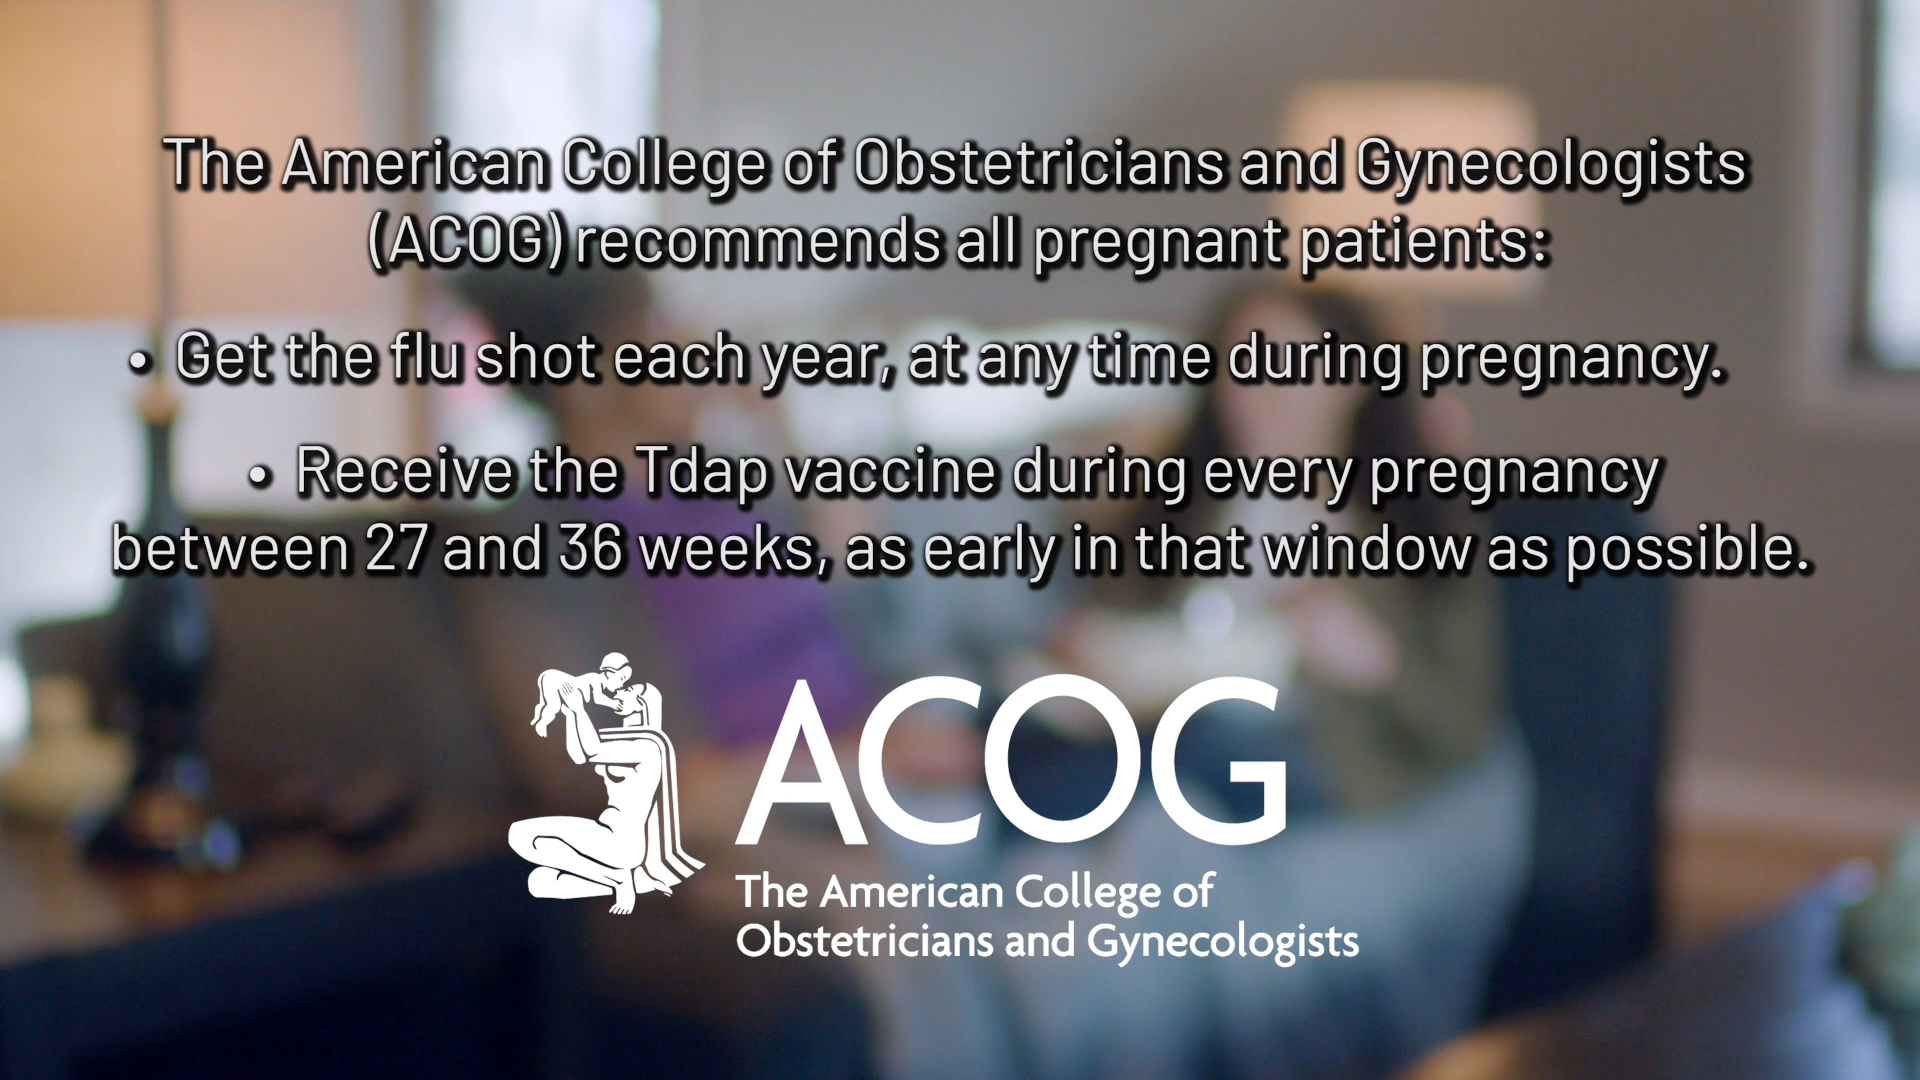 The American College of Obstetricians and Gynecologists
(ACOG) recommends all pregnant patients:
• Get the flu shot each year, at any time during pregnancy.
• Receive the Tdap vaccine during every pregnancy
between 27 and 36 weeks, as early in that window as possible.
ACOG
The American College of
Obstetricians and Gynecologists